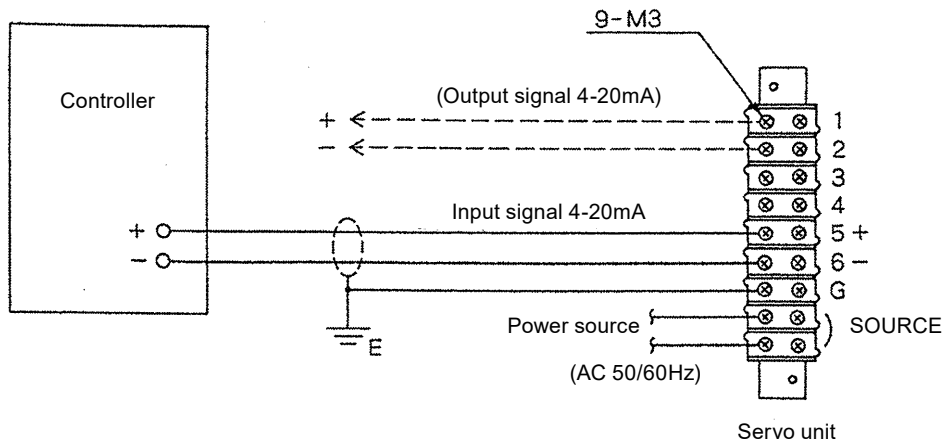 9-M3
Controller
(Output signal 4-20mA)
+
-
1
2
3
4
Input signal 4-20mA
+
-
5 +
6 -
G
E
Power source
SOURCE
(AC 50/60Hz)
Servo unit